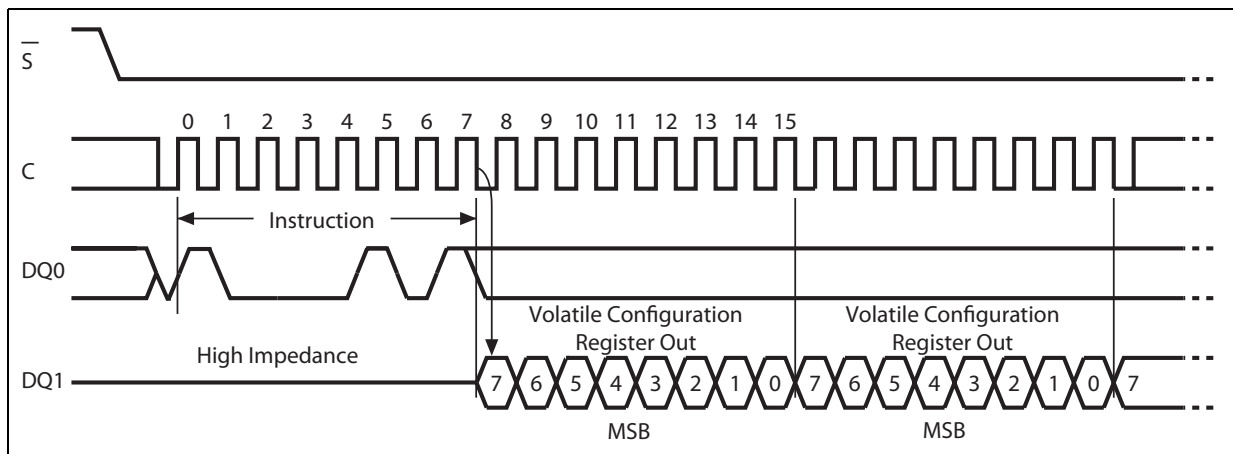 S
0 1 2 3 4 5 6 7 8 9 10 11 12 13 14 15
C
Instruction
DQ0
Volatile Configuration Register Out
Volatile Configuration Register Out
High Impedance
DQ1
7 6 5 4 3 2 1 0 7 6 5 4 3 2 1 0 7
MSB
MSB